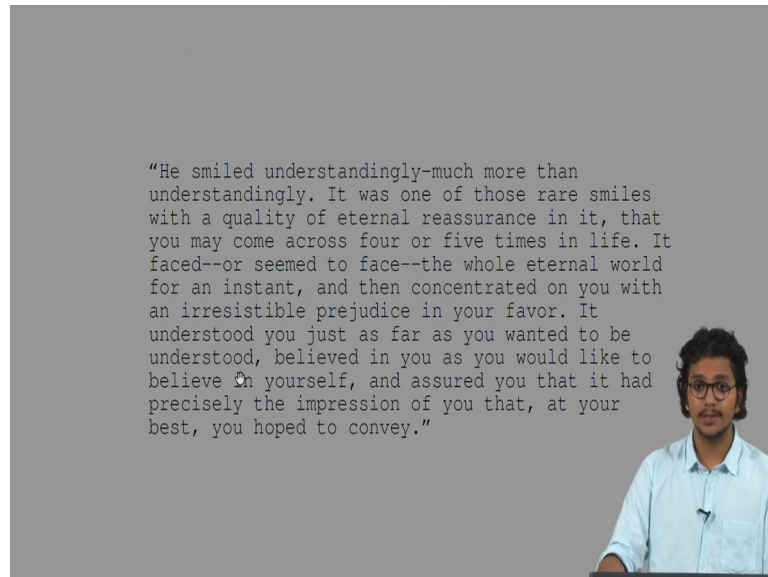 “He smiled understandingly-much more than
understandingly. It was one of those rare smiles
with a quality of eternal reassurance in it, that
you may come across four or five times in life. It
faced--or seemed to face--the whole eternal world
for an instant, and then concentrated on you with
an irresistible prejudice in your favor. It
understood you just as far as you wanted to be
understood, believed in you as you would like to
believe in yourself, and assured you that it had
precisely the impression of you that, at your
best, you hoped to convey.”